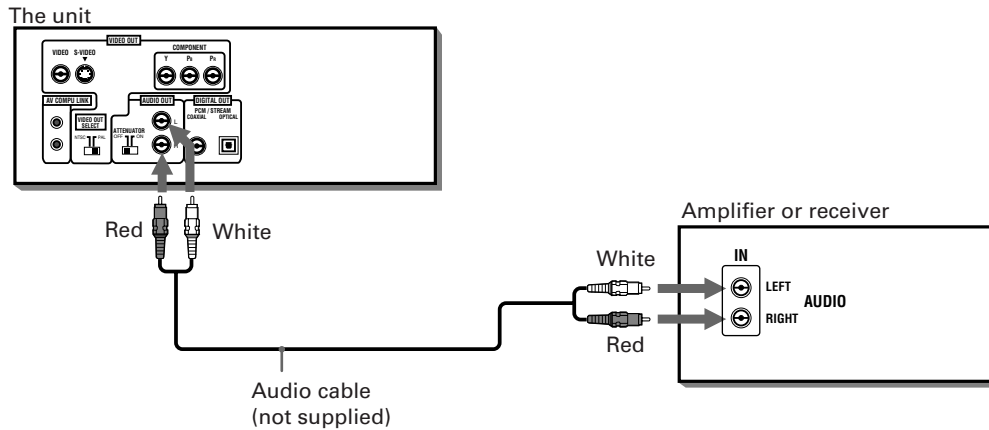 The unit
VIDEO OUT
VIDEO S-VIDEO
COMPONENT
Y PB PR
AV COMPU LINK
VIDEO OUT
SELECT
NTSC PAL
AUDIO OUT
ATTENUATOR
OFF ON
L
R
DIGITAL OUT
PCM / STREAM
COAXIAL OPTICAL
Red
White
Audio cable
(not supplied)
Amplifier or receiver
White
Red
IN
LEFT
RIGHT
AUDIO